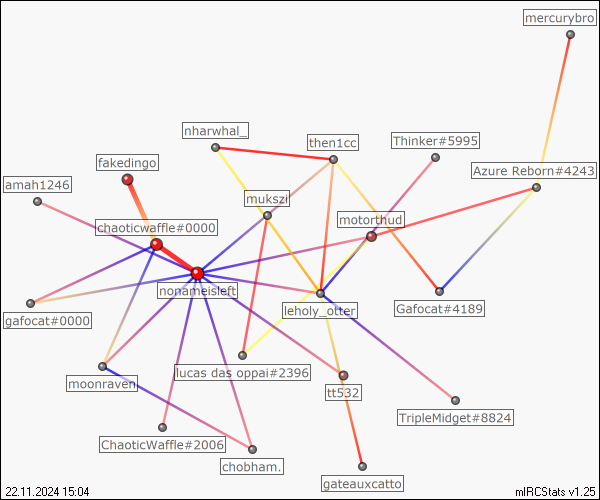 mercurybro
nharwhal_
then1cc
Thinker#5995
fakedingo
Azure Reborn#4243
amah1246
mukszi
motorthud
chaoticwaffle#0000
nonameisleft
leholy_otter
Gafocat#4189
gafocat#0000
lucas das oppai#2396
moonraven
tt532
TripleMidget#8824
ChaoticWaffle#2006
chobham.
gateauxcatto
22.11.2024 15:04
mIRCStats v1.25